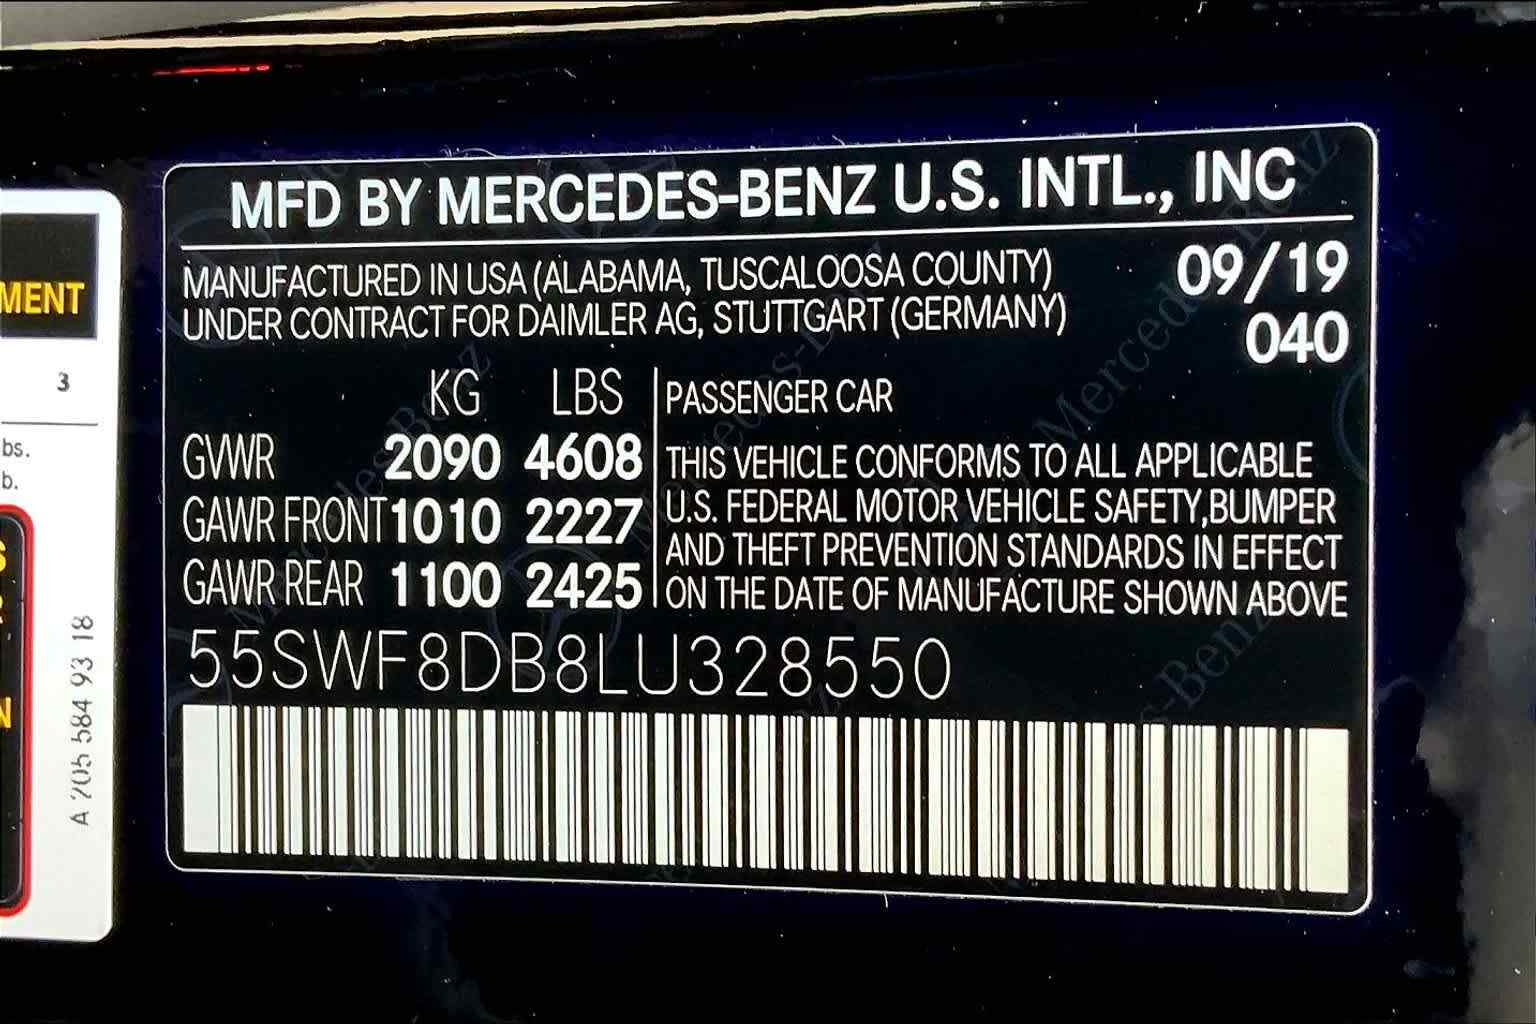 MFD BY MERCEDES-BENZ U.S. INTL., INC
MANUFACTURED IN USA (ALABAMA, TUSCALOOSA COUNTY) 09/19
UNDER CONTRACT FOR DAIMLER AG, STUTTGART (GERMANY) 040
KG LBS PASSENGER CAR
GVWR 2090 4608 THIS VEHICLE CONFORMS TO ALL APPLICABLE
GAWR FRONT 1010 2227 U.S. FEDERAL MOTOR VEHICLE SAFETY,BUMPER
GAWR REAR 1100 2425 AND THEFT PREVENTION STANDARDS IN EFFECT
ON THE DATE OF MANUFACTURE SHOWN ABOVE
55SWF8DB8LU328550
MENT
3
bs.
b.
S
N
A 205 584 93 18